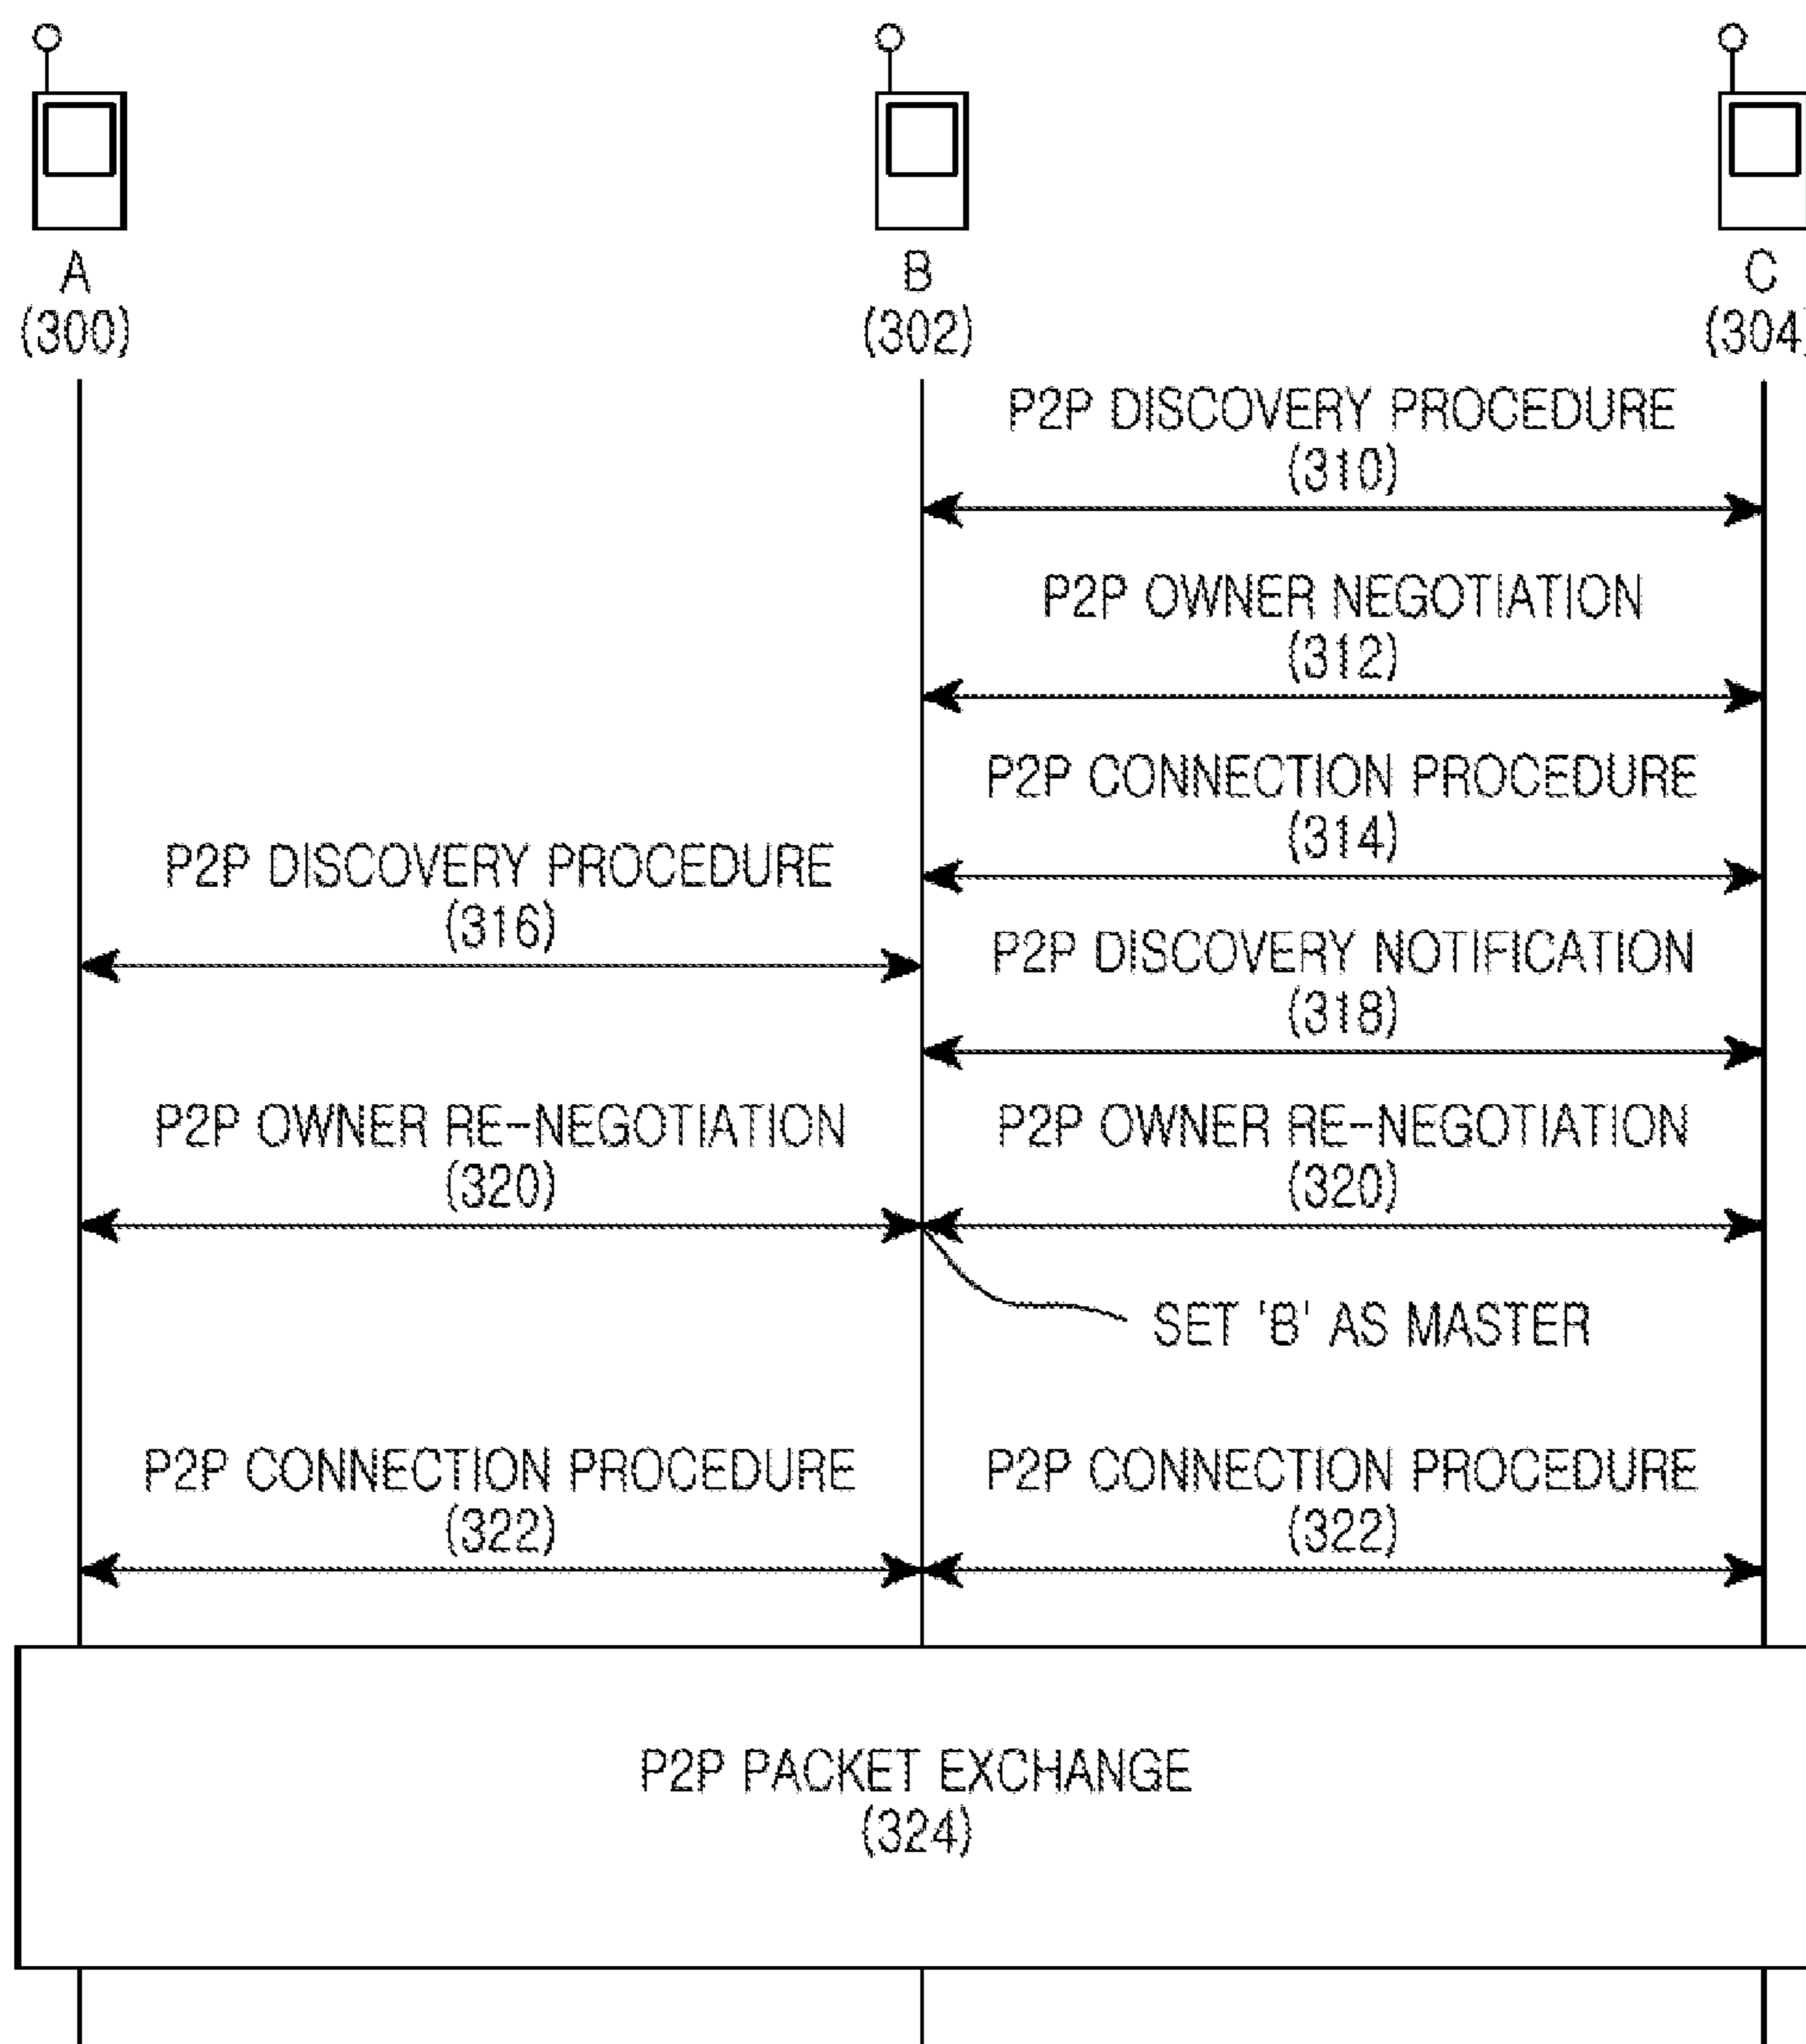 A
(300)
B
(302)
C
(304)
P2P DISCOVERY PROCEDURE
(310)
P2P OWNER NEGOTIATION
(312)
P2P CONNECTION PROCEDURE
(314)
P2P DISCOVERY PROCEDURE
(316)
P2P DISCOVERY NOTIFICATION
(318)
P2P OWNER RE-NEGOTIATION
(320)
P2P OWNER RE-NEGOTIATION
(320)
SET 'B' AS MASTER
P2P CONNECTION PROCEDURE
(322)
P2P CONNECTION PROCEDURE
(322)
P2P PACKET EXCHANGE
(324)